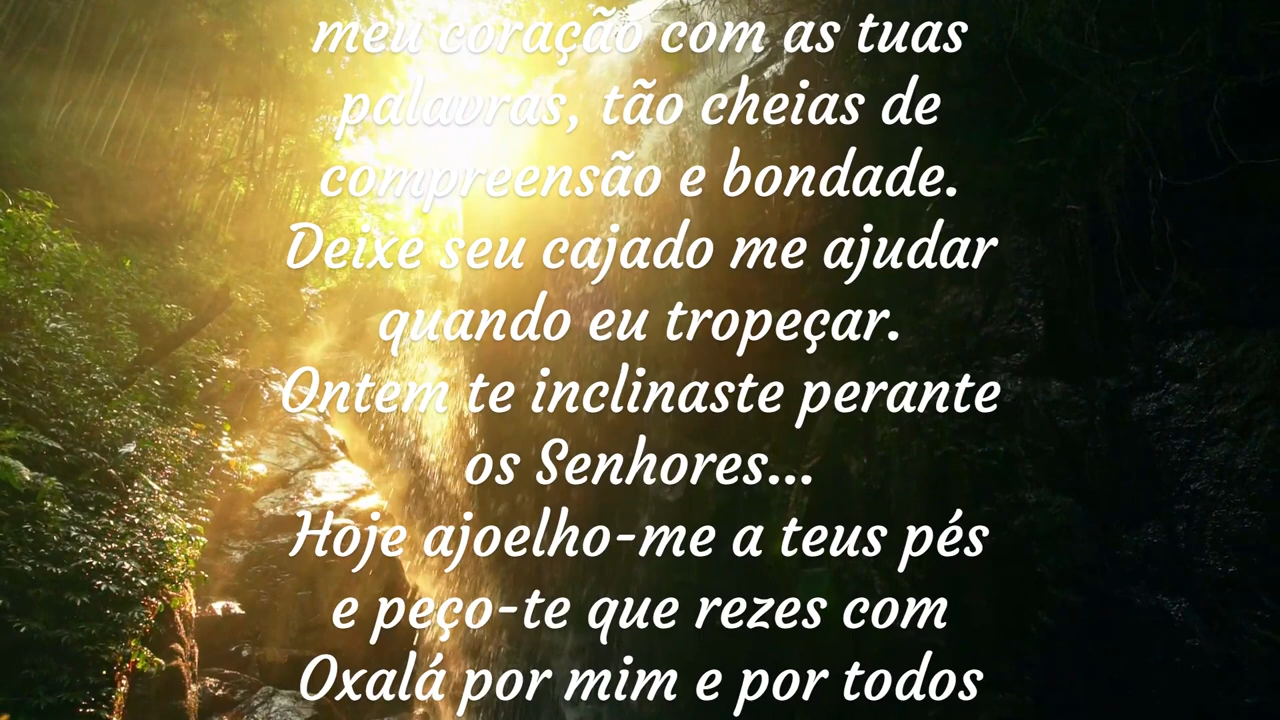 meu coração com as tuas
palavras, tão cheias de
compreensão e bondade.
Deixe seu cajado me ajudar
quando eu tropeçar.
Ontem te inclinaste perante
os Senhores...
Hoje ajoelho-me a teus pés
e peço-te que rezes com
Oxalá por mim e por todos